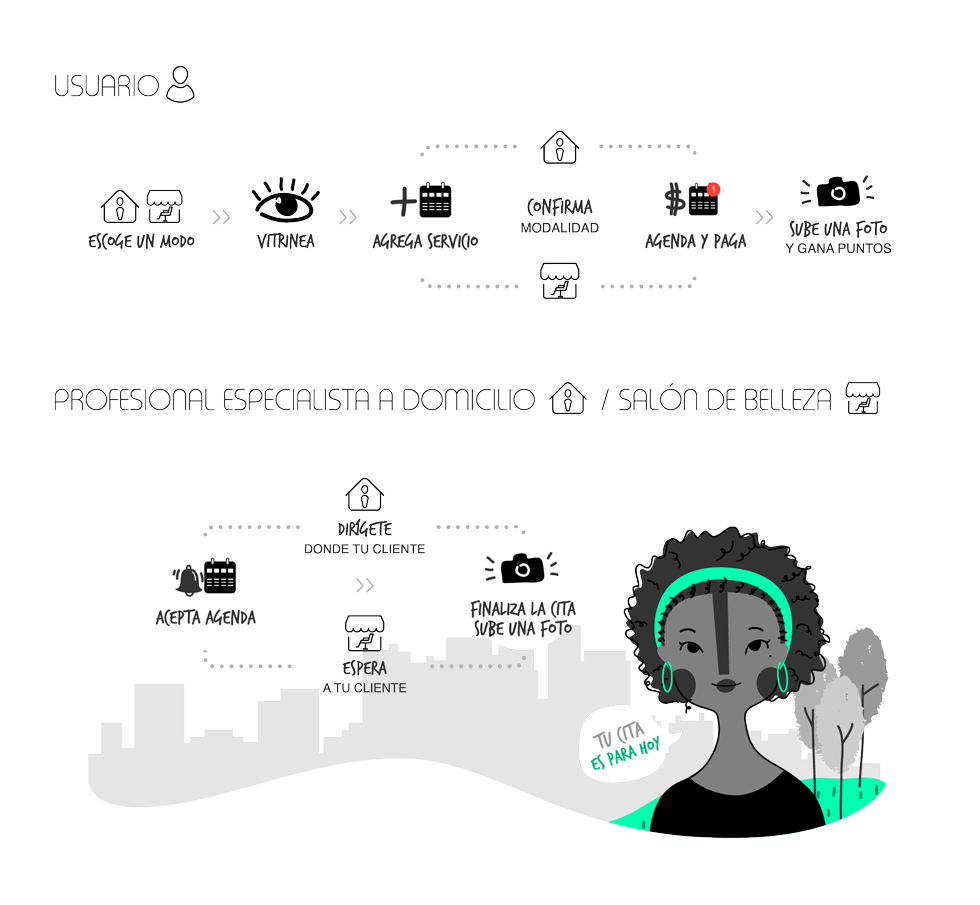 USUARIO
ESCOGE UN MODO
VITRINEA
AGREGA SERVICIO
CONFIRMA
MODALIDAD
$
1
AGENDA Y PAGA
SUBE UNA FOTO
Y GANA PUNTOS
PROFESIONAL ESPECIALISTA A DOMICILIO / SALÓN DE BELLEZA
ACEPTA AGENDA
DIRÍGETE
DONDE TU CLIENTE
ESPERA
A TU CLIENTE
FINALIZA LA CITA
SUBE UNA FOTO
TU CITA
ES PARA HOY